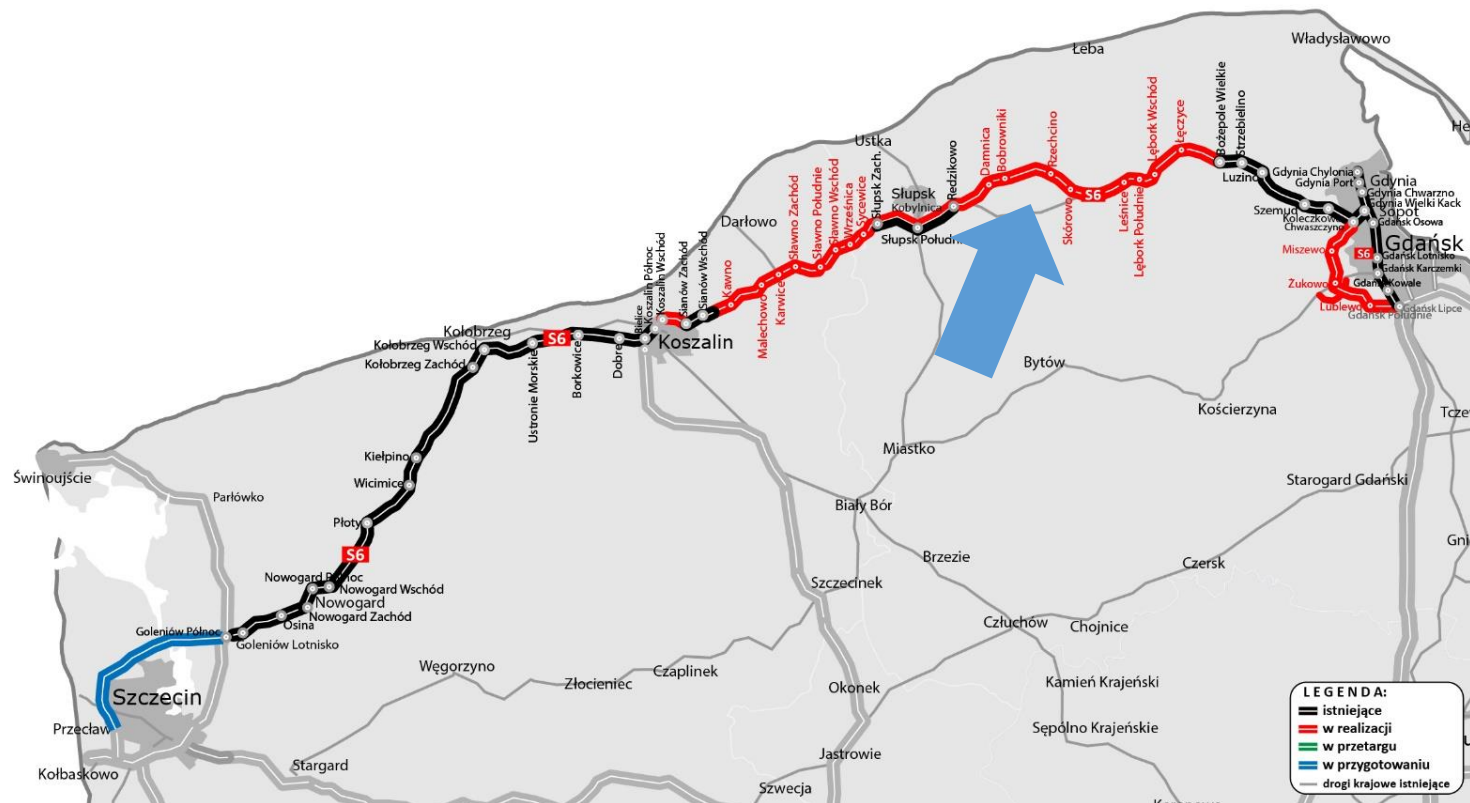 Władysławowo
Łeba
He
Ustka
Słupsk
Kobylnica
Darłowo
Damnica
Bobrowniki
Rzechcino
Skórowo
S6
Leśnice
Lębork Południe
Lębork Wschód
Łęczyce
Bożepole Wielkie
Strzebielino
Luzino
Szemud
Koleczkowo
Chwaszczyno
Gdynia Chylonia
Gdynia Port
Gdynia
Gdynia Chwarzno
Gdynia Wielki Kack
Sopot
Gdańsk Osowa
Gdańsk
Miszewo
S6
Gdańsk Lotnisko
Gdańsk Karczemki
Żukowo
Gdańsk Kowale
Lublewo
Gdańsk Lipce
Gdańsk Południe
Redzikowo
Słupsk Zach.
Słupsk Połudn
Sycewice
Wrześnica
Sławno Wschód
Sławno Południe
Sławno Zachód
Karwice
Malechowo
Kawno
Sianów Wschód
Sianów Zachód
Koszalin Wschód
Koszalin Północ
Bielice
Koszalin
Kołobrzeg
Kołobrzeg Wschód
Kołobrzeg Zachód
S6
Ustronie Morskie
Borkowice
Dobre
Bytów
Kościerzyna
Tcze
Miastko
Kiełpino
Wicimice
Świnoujście
Parłówko
Starogard Gdański
Biały Bór
Płoty
S6
Brzezie
Czersk
Gni
Nowogard Północ
Nowogard Wschód
Nowogard
Nowogard Zachód
Szczecinek
Osina
Goleniów Północ
Goleniów Lotnisko
Człuchów
Chojnice
Węgorzyno
Czaplinek
Złocieniec
Okonek
Kamień Krajeński
Szczecin
Przecław
Sępólno Krajeńskie
Kołbaskowo
Stargard
Jastrowie
Szwecja
LEGENDA:
istniejące
w realizacji
w przetargu
w przygotowaniu
drogi krajowe istniejące